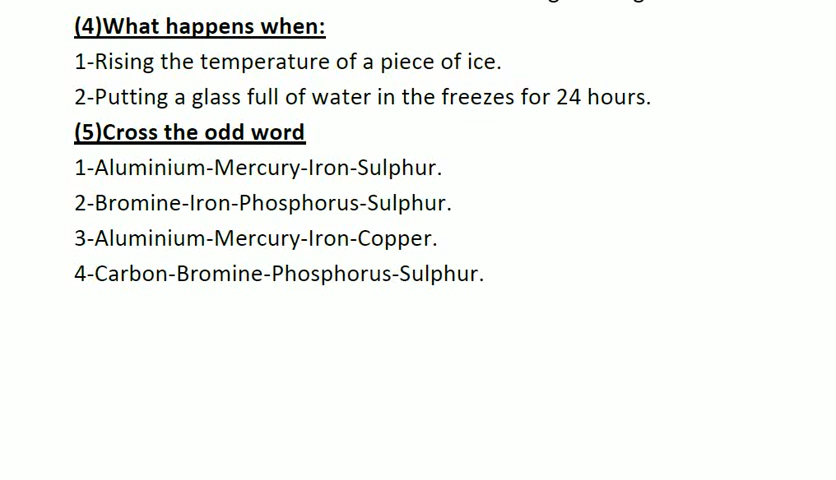 (4)What happens when:
1-Rising the temperature of a piece of ice.
2-Putting a glass full of water in the freezes for 24 hours.
(5)Cross the odd word
1-Aluminium-Mercury-Iron-Sulphur.
2-Bromine-Iron-Phosphorus-Sulphur.
3-Aluminium-Mercury-Iron-Copper.
4-Carbon-Bromine-Phosphorus-Sulphur.